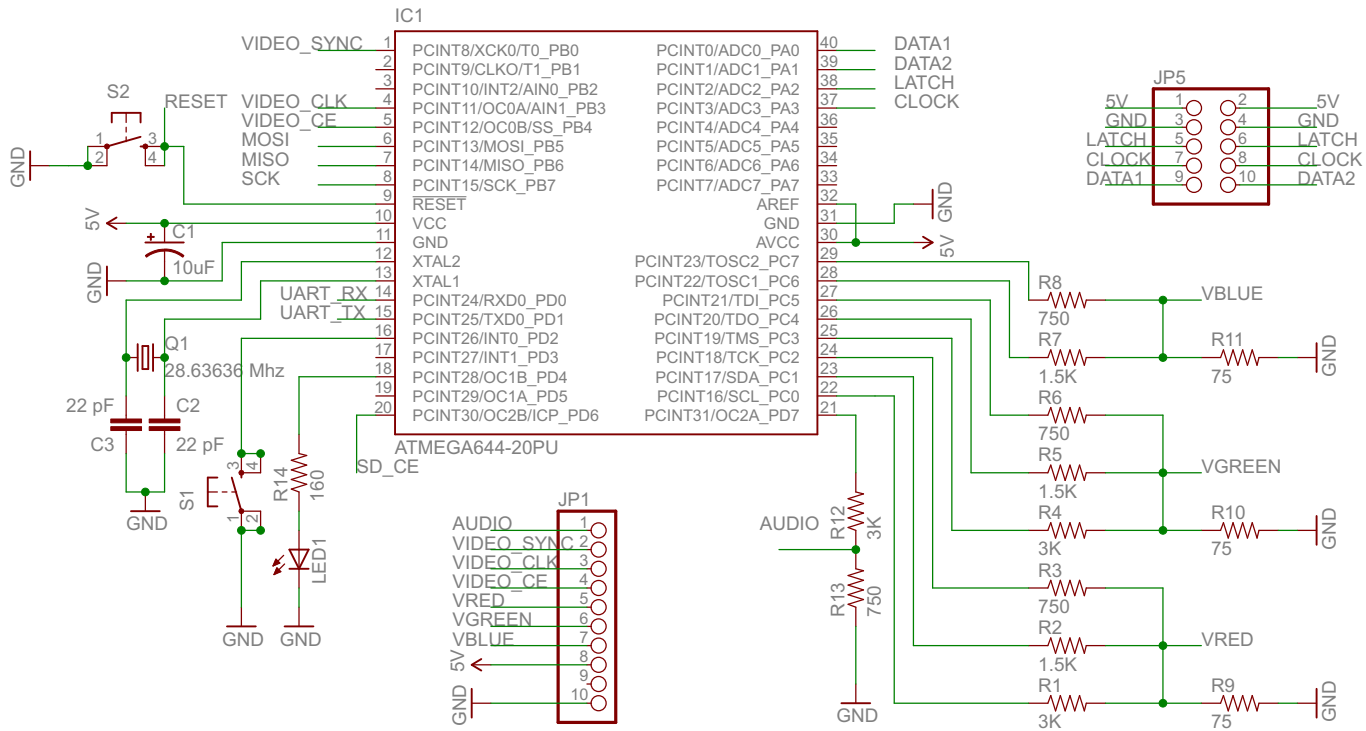 IC1
VIDEO_SYNC 1 PCINT8/XCK0/T0_PB0
2 PCINT9/CLKO/T1_PB1
3 PCINT10/INT2/AIN0_PB2
VIDEO_CLK 4 PCINT11/OC0A/AIN1_PB3
VIDEO_CE 5 PCINT12/OC0B/SS_PB4
MOSI 6 PCINT13/MOSI_PB5
MISO 7 PCINT14/MISO_PB6
SCK 8 PCINT15/SCK_PB7
9 RESET
10 VCC
11 GND
12 XTAL2
13 XTAL1
UART_RX 14 PCINT24/RXD0_PD0
UART_TX 15 PCINT25/TXD0_PD1
16 PCINT26/INT0_PD2
17 PCINT27/INT1_PD3
18 PCINT28/OC1B_PD4
19 PCINT29/OC1A_PD5
20 PCINT30/OC2B/ICP_PD6
PCINT0/ADC0_PA0 40 DATA1
PCINT1/ADC1_PA1 39 DATA2
PCINT2/ADC2_PA2 38 LATCH
PCINT3/ADC3_PA3 37 CLOCK
PCINT4/ADC4_PA4 36
PCINT5/ADC5_PA5 35
PCINT6/ADC6_PA6 34
PCINT7/ADC7_PA7 33
AREF 32
GND 31 GND
AVCC 30 5V
PCINT23/TOSC2_PC7 29
PCINT22/TOSC1_PC6 28
PCINT21/TDI_PC5 27
PCINT20/TDO_PC4 26
PCINT19/TMS_PC3 25
PCINT18/TCK_PC2 24
PCINT17/SDA_PC1 23
PCINT16/SCL_PC0 22
PCINT31/OC2A_PD7 21
ATMEGA644-20PU
SD_CE
S2
RESET
1 3
2 4
GND
5V
C1
10uF
GND
Q1
28.63636 Mhz
22 pF C2
C3 22 pF
GND
S1
3 4
1 2
GND
R14
160
LED1
GND
JP1
AUDIO 1
VIDEO_SYNC 2
VIDEO_CLK 3
VIDEO_CE 4
VRED 5
VGREEN 6
VBLUE 7
5V 8
9
GND 10
AUDIO
R12
3K
R13
750
GND
JP5
5V 1 2 5V
GND 3 4 GND
LATCH 5 6 LATCH
CLOCK 7 8 CLOCK
DATA1 9 10 DATA2
R8
750
VBLUE
R7
1.5K
R11
75
GND
R6
750
R5
1.5K
VGREEN
R4
3K
R10
75
GND
R3
750
R2
1.5K
VRED
R1
3K
R9
75
GND